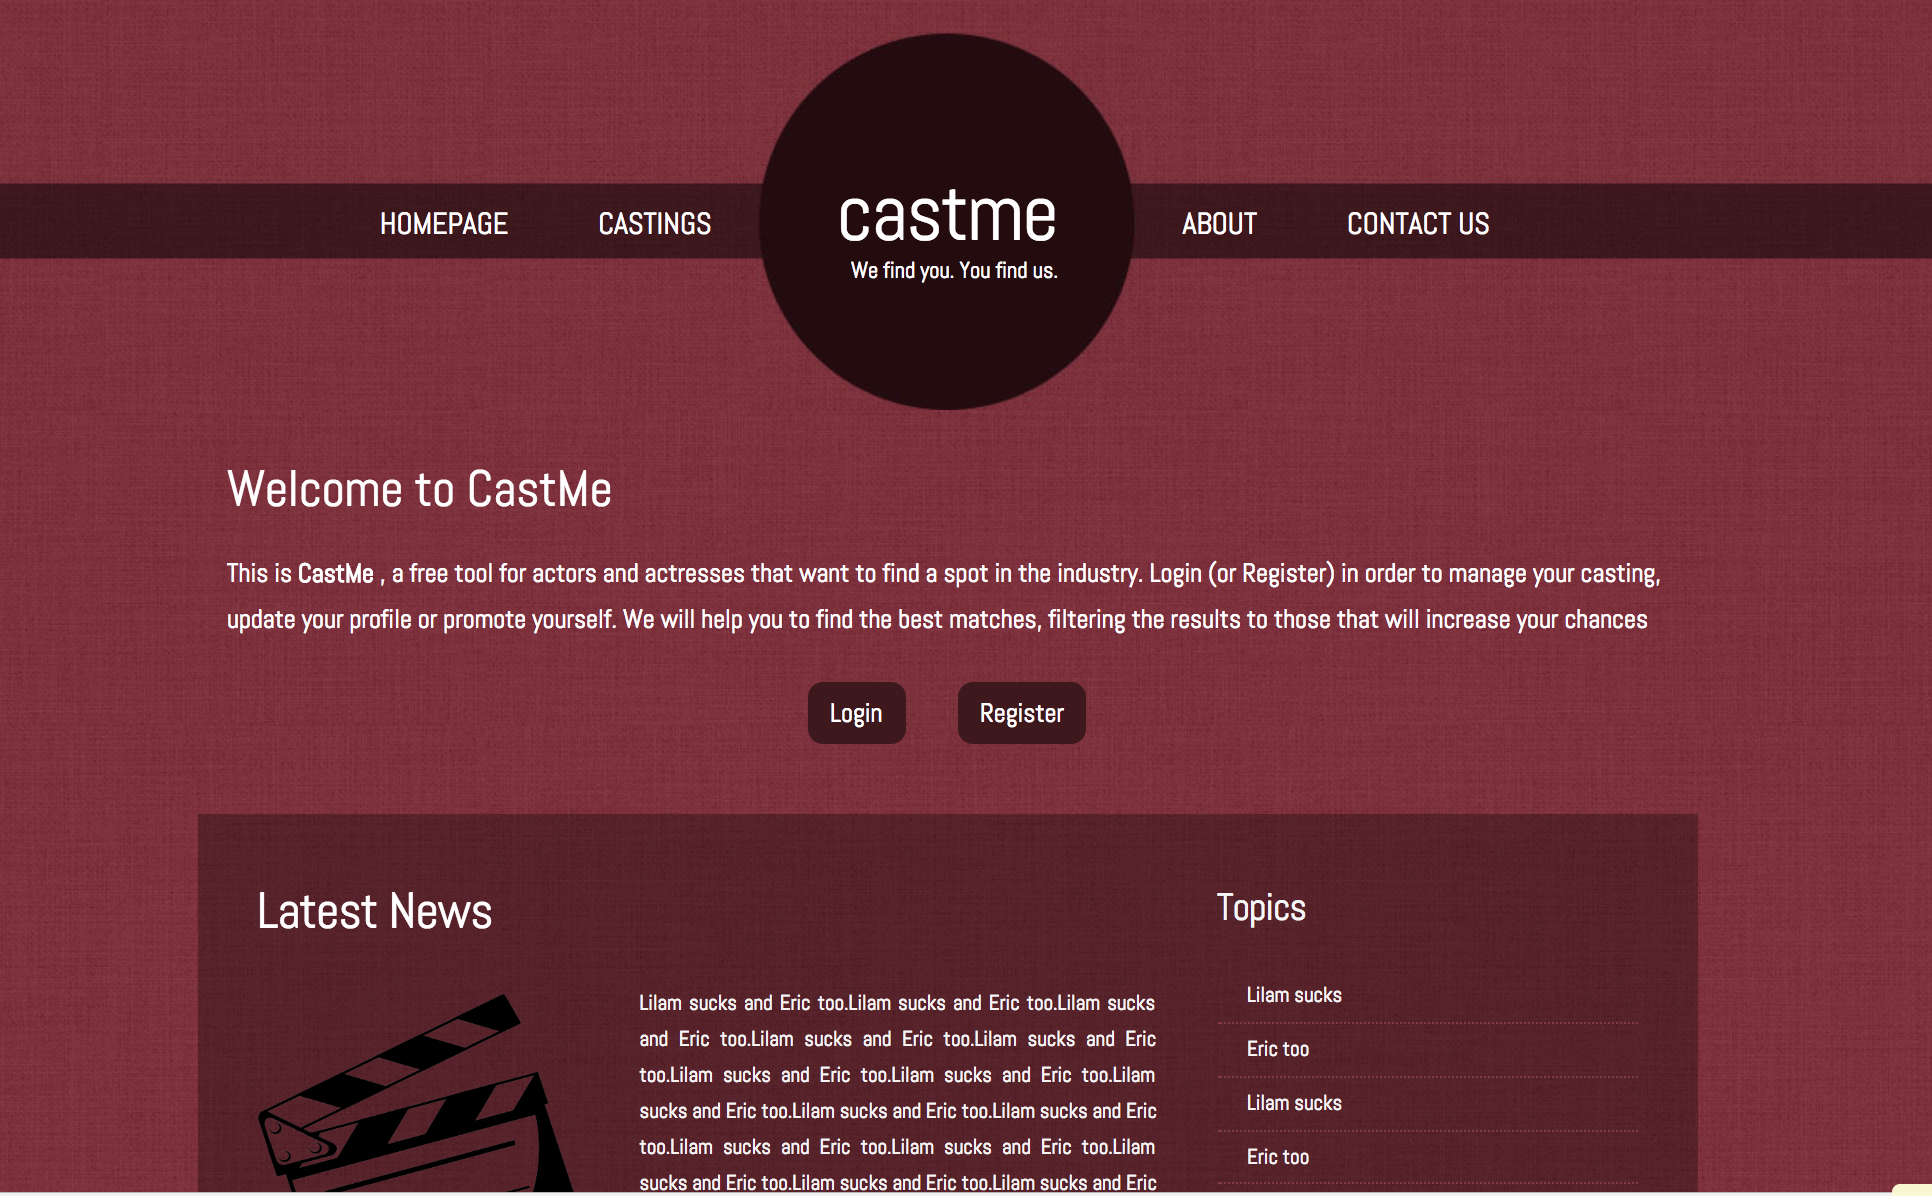 HOMEPAGE CASTINGS castme ABOUT CONTACT US
We find you. You find us.
Welcome to CastMe
This is CastMe , a free tool for actors and actresses that want to find a spot in the industry. Login (or Register) in order to manage your casting,
update your profile or promote yourself. We will help you to find the best matches, filtering the results to those that will increase your chances
Login Register
Latest News
Lilam sucks and Eric too.Lilam sucks and Eric too.Lilam sucks
and Eric too.Lilam sucks and Eric too.Lilam sucks and Eric
too.Lilam sucks and Eric too.Lilam sucks and Eric too.Lilam
sucks and Eric too.Lilam sucks and Eric too.Lilam sucks and Eric
too.Lilam sucks and Eric too.Lilam sucks and Eric too.Lilam
sucks and Eric too.Lilam sucks and Eric too.Lilam sucks and Eric
Topics
Lilam sucks
Eric too
Lilam sucks
Eric too